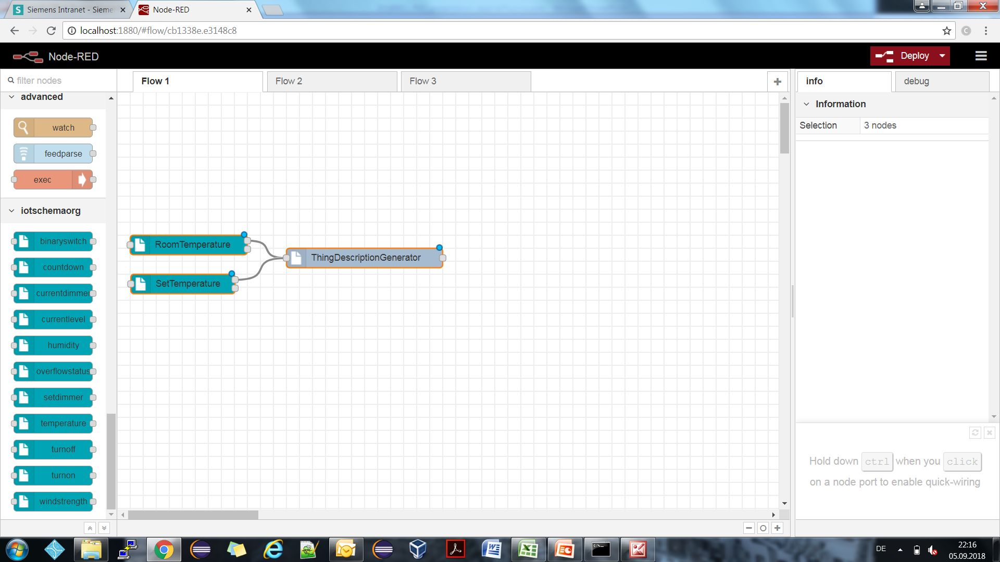 Siemens Intranet - Sieme
Node-RED
localhost:1880/#flow/cb1338e.e3148c8
Node-RED
Deploy
filter nodes
Flow 1
Flow 2
Flow 3
info
debug
advanced
watch
feedparse
exec
iotschemaorg
binaryswitch
countdown
currentdimmer
currentlevel
humidity
overflowstatus
setdimmer
temperature
turnoff
turnon
windstrength
RoomTemperature
SetTemperature
ThingDescriptionGenerator
Information
Selection 3 nodes
Hold down ctrl when you click
on a node port to enable quick-wiring
DE
22:16
05.09.2018